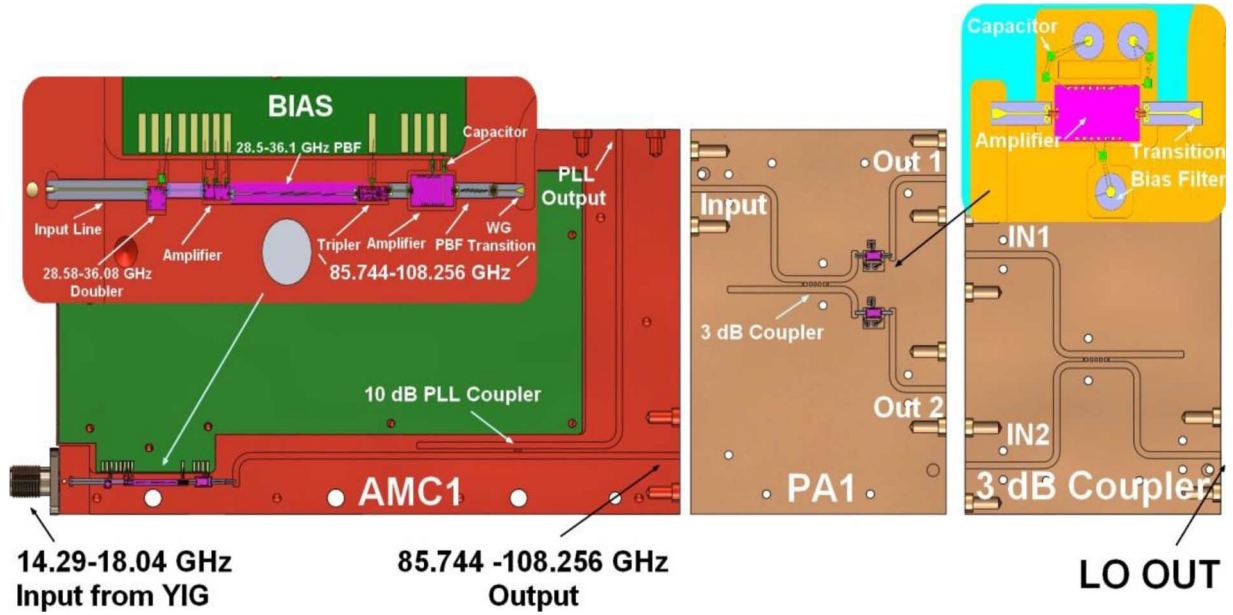 BIAS
28.5-36.1 GHz PBF
Capacitor
Input Line
Amplifier
Tripler
Amplifier
PBF
WG
Transition
28.58-36.08 GHz
Doubler
85.744-108.256 GHz
PLL
Output
10 dB PLL Coupler
AMC1
14.29-18.04 GHz
Input from YIG
85.744 -108.256 GHz
Output
Input
Out 1
3 dB Coupler
Out 2
PA1
Capacitor
Amplifier
Transition
Bias Filter
IN1
IN2
3 dB Coupler
LO OUT